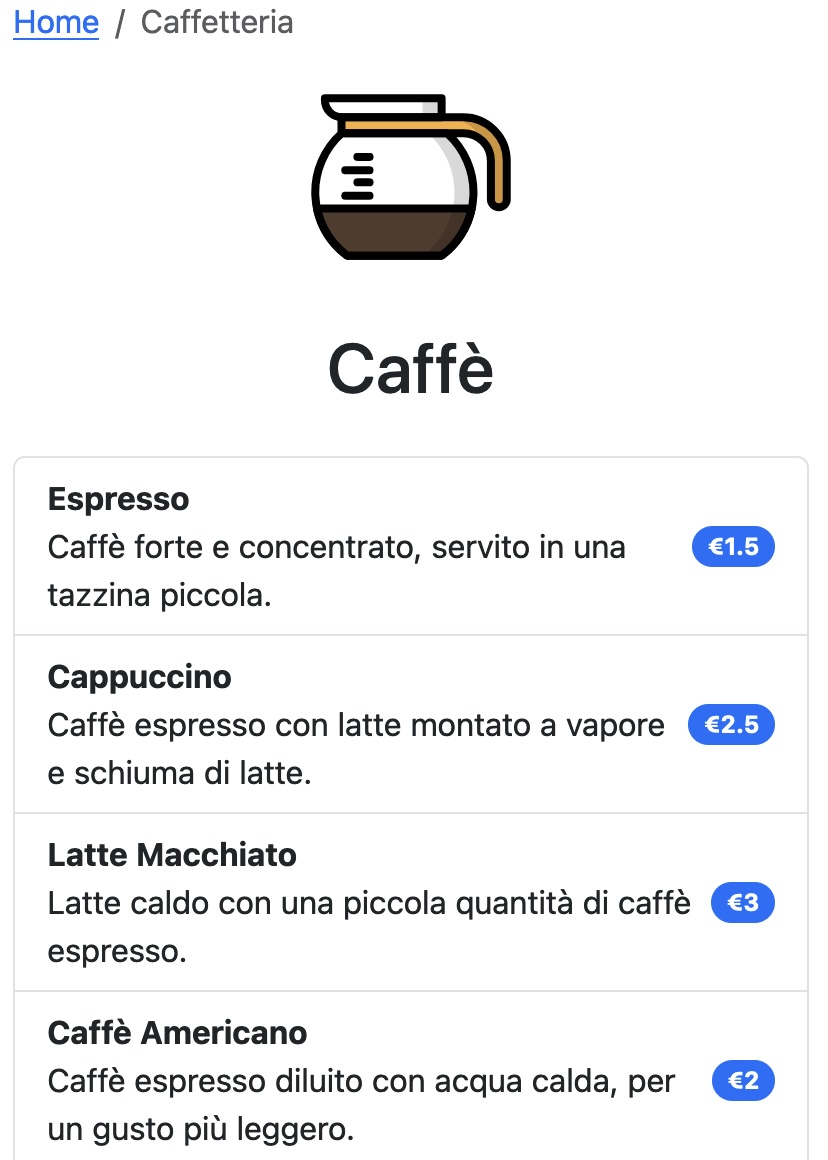 Home / Caffetteria
Caffè
Espresso
Caffè forte e concentrato, servito in una
tazzina piccola.
€1.5
Cappuccino
Caffè espresso con latte montato a vapore
e schiuma di latte.
€2.5
Latte Macchiato
Latte caldo con una piccola quantità di caffè
espresso.
€3
Caffè Americano
Caffè espresso diluito con acqua calda, per
un gusto più leggero.
€2